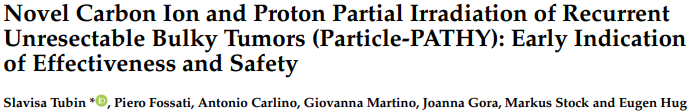 Novel Carbon Ion and Proton Partial Irradiation of Recurrent
Unresectable Bulky Tumors (Particle-PATHY): Early Indication
of Effectiveness and Safety
Slavisa Tubin *, Piero Fossati, Antonio Carlino, Giovanna Martino, Joanna Gora, Markus Stock and Eugen Hug